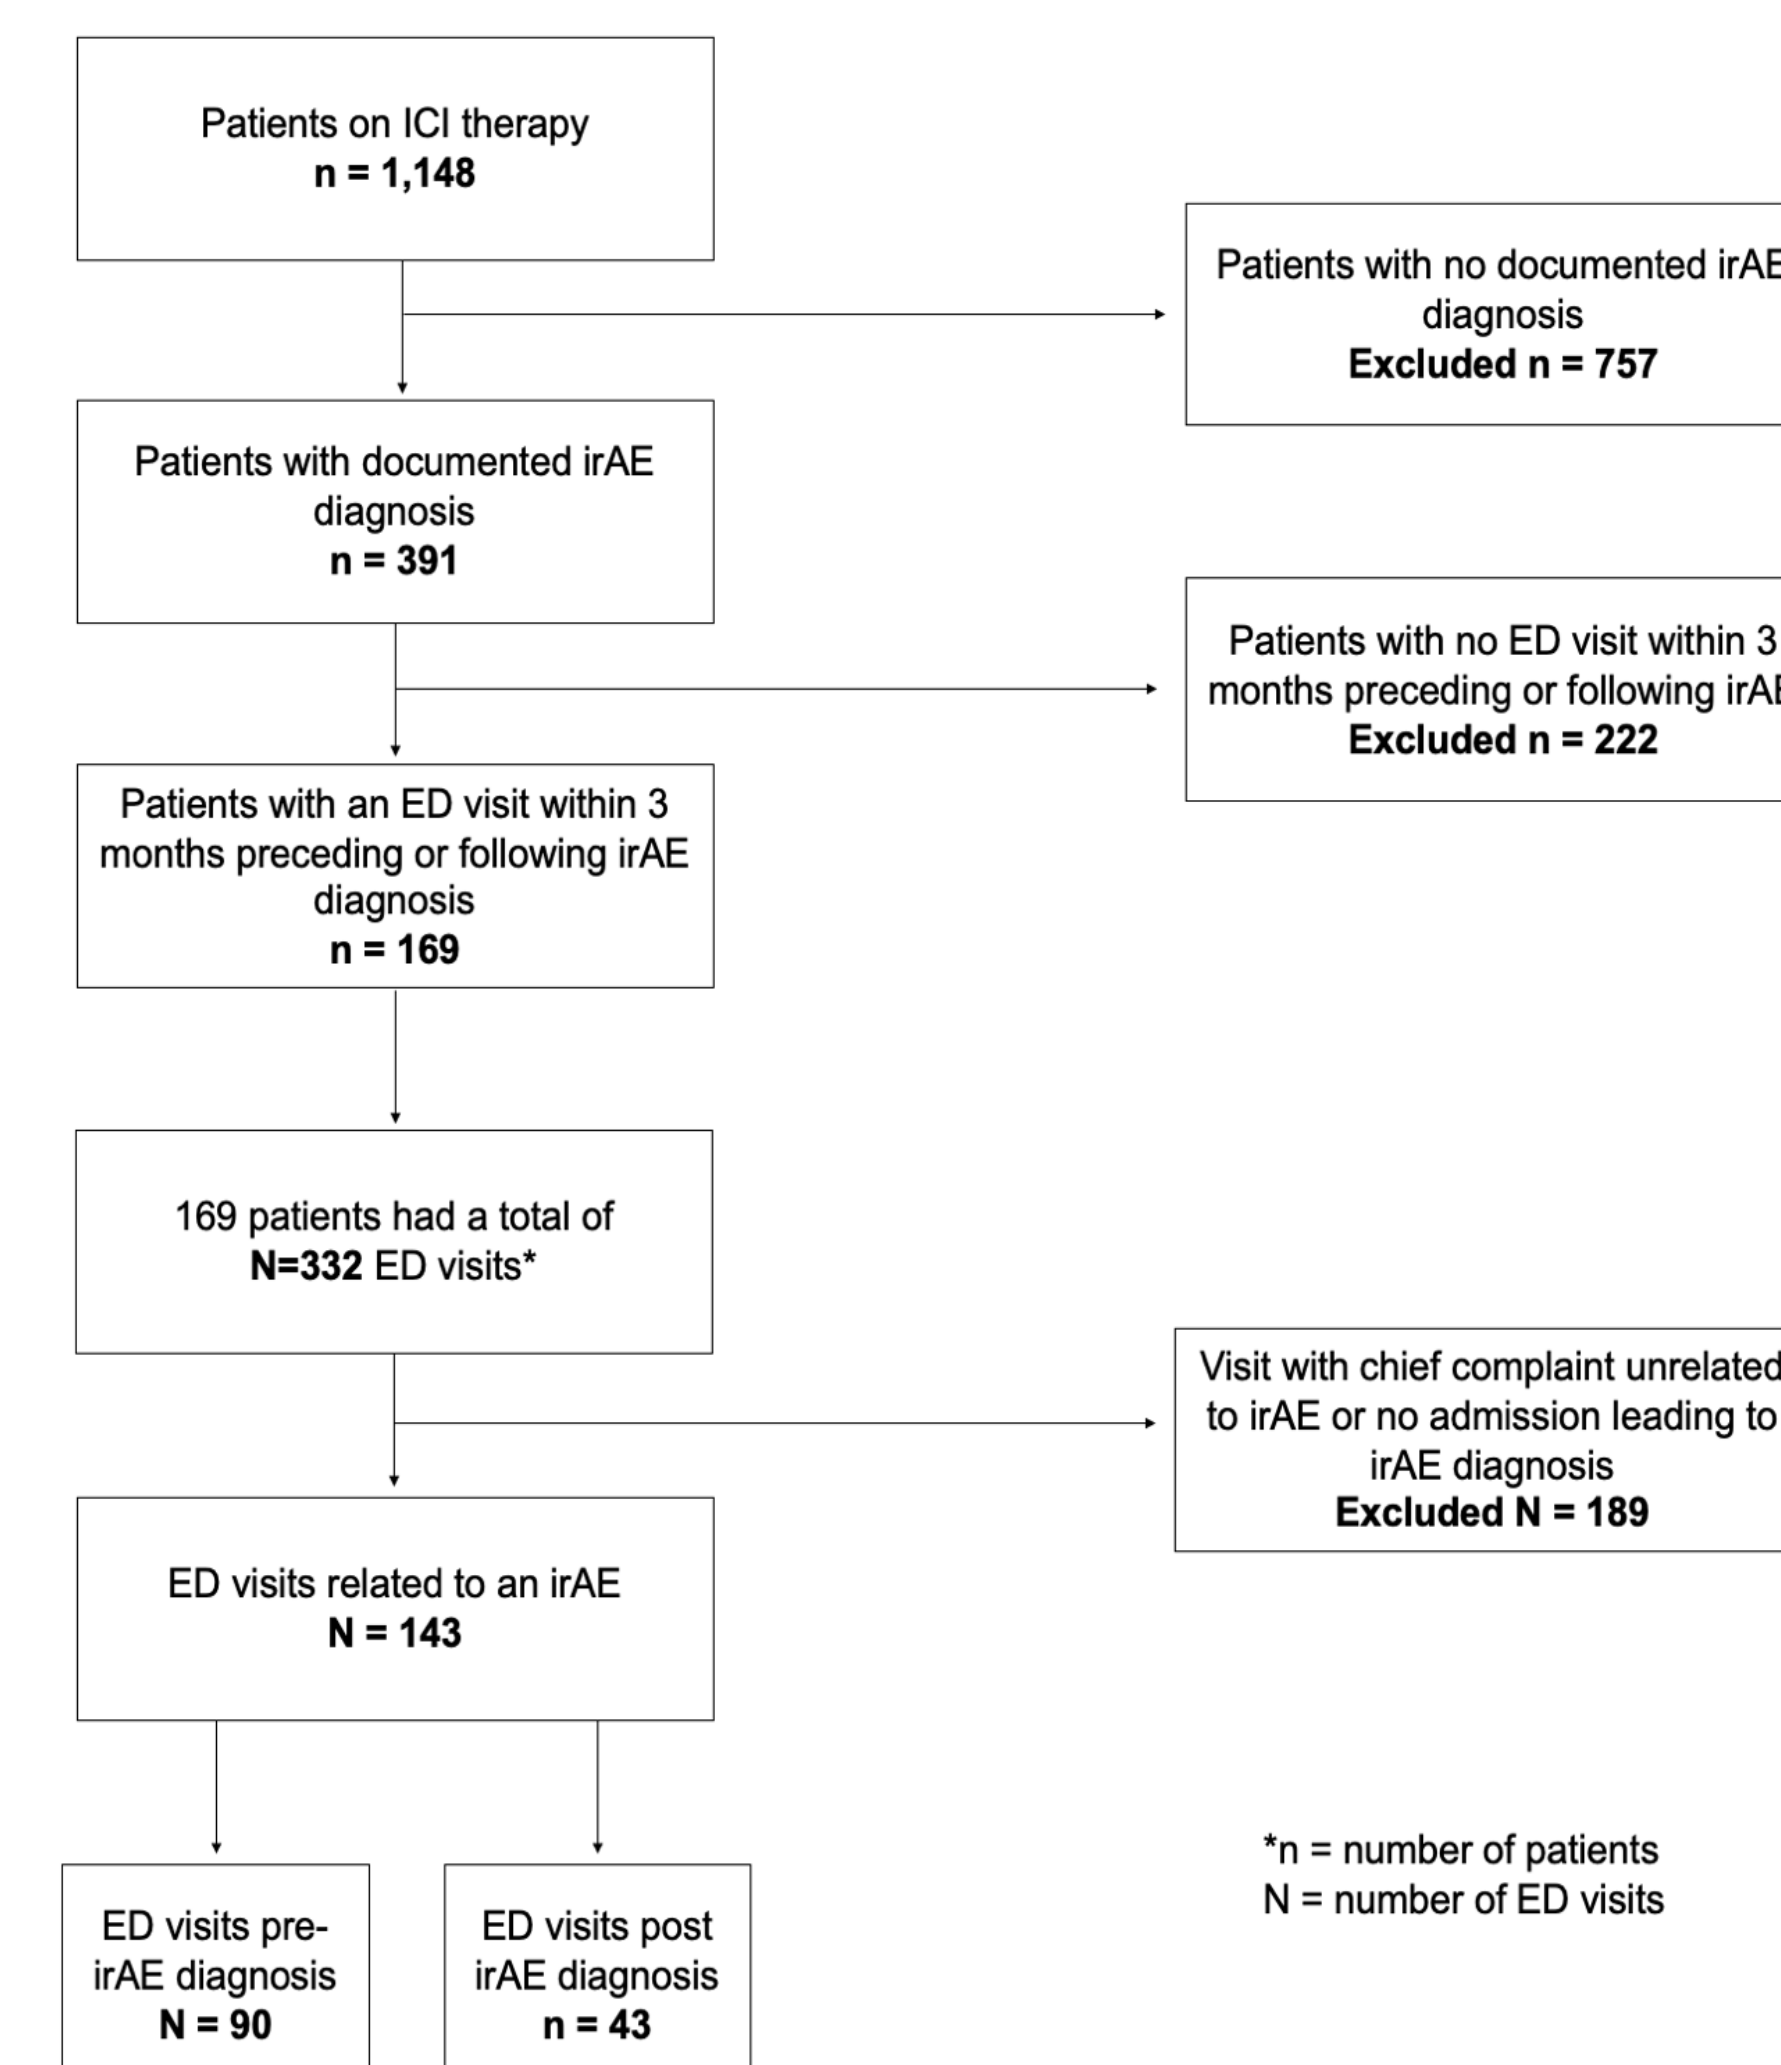 Patients on ICI therapy
n = 1,148
Patients with no documented irAE
diagnosis
Excluded n = 757
Patients with documented irAE
diagnosis
n = 391
Patients with no ED visit within 3
months preceding or following irAE
Excluded n = 222
Patients with an ED visit within 3
months preceding or following irAE
diagnosis
n = 169
169 patients had a total of
N=332 ED visits*
Visit with chief complaint unrelated
to irAE or no admission leading to
irAE diagnosis
Excluded N = 189
ED visits related to an irAE
N = 143
ED visits pre-
irAE diagnosis
N = 90
ED visits post
irAE diagnosis
n = 43
*n = number of patients
N = number of ED visits